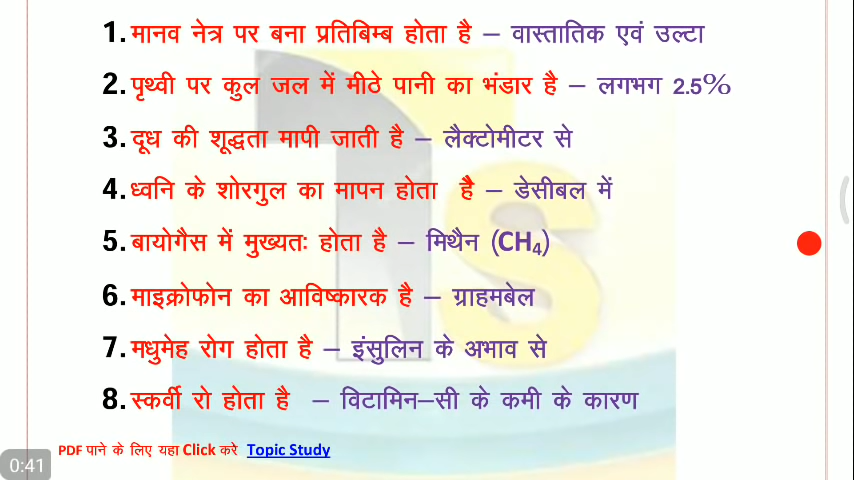 1. मानव नेत्र पर बना प्रतिबिम्ब होता है – वास्तातिक एवं उल्टा
2. पृथ्वी पर कुल जल में मीठे पानी का भंडार है – लगभग 2.5%
3. दूध की शूद्धता मापी जाती है – लैक्टोमीटर से
4. ध्वनि के शोरगुल का मापन होता है – डेसीबल में
5. बायोगैस में मुख्यतः होता है – मिथैन (CH₄)
6. माइक्रोफोन का आविष्कारक है – ग्राहमबेल
7. मधुमेह रोग होता है – इंसुलिन के अभाव से
8. स्कर्वी रो होता है – विटामिन–सी के कमी के कारण
PDF पाने के लिए यहा Click करे Topic Study
0:41